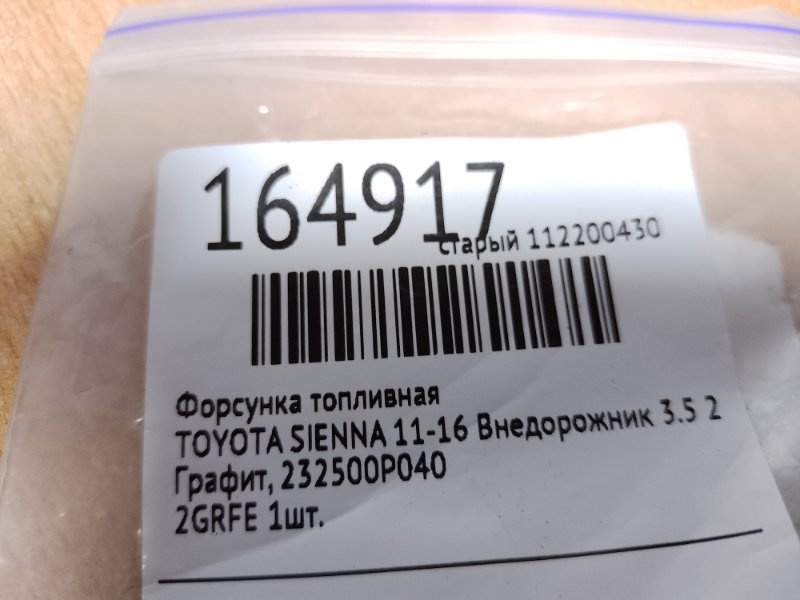 164917
старый 112200430
Форсунка топливная
TOYOTA SIENNA 11-16 Внедорожник 3.5 2
Графит, 232500P040
2GRFE 1шт.